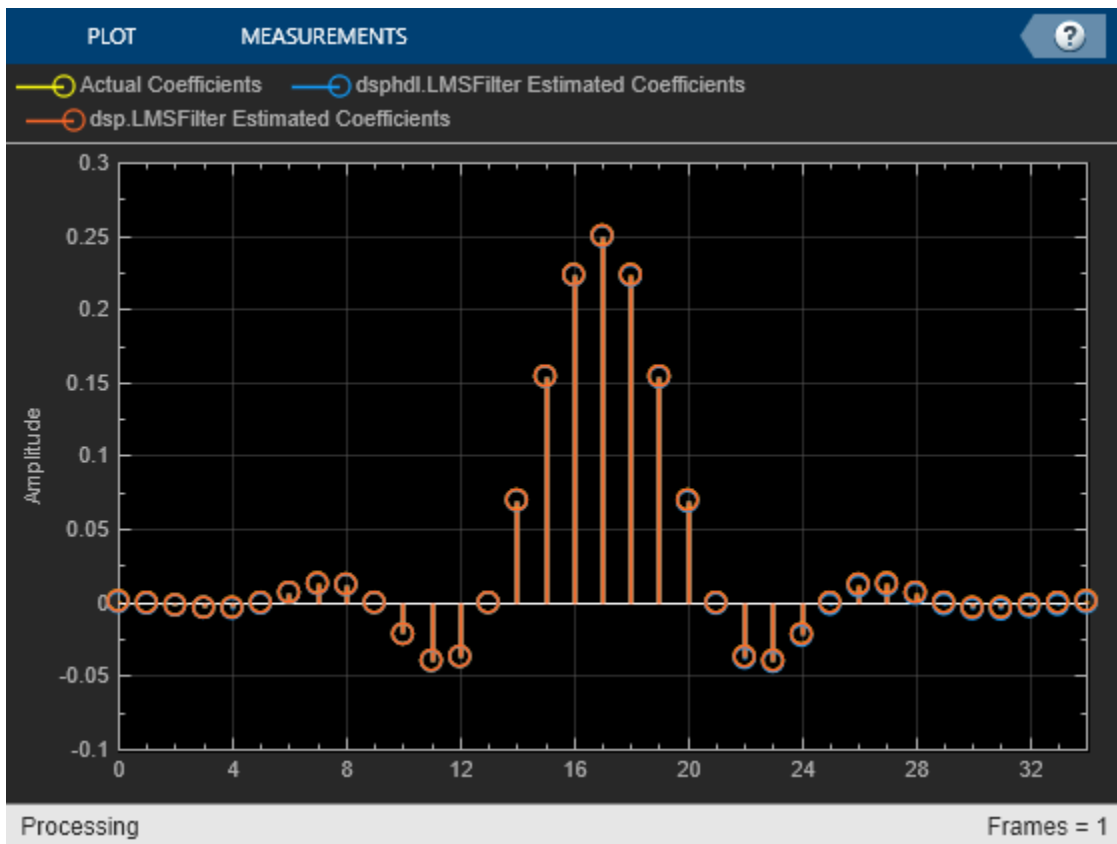 PLOT MEASUREMENTS ?
Actual Coefficients dsphdl.LMSFilter Estimated Coefficients
dsp.LMSFilter Estimated Coefficients
0.3
0.25
0.2
0.15
0.1
0.05
0
-0.05
-0.1
Amplitude
0 4 8 12 16 20 24 28 32
Processing Frames = 1